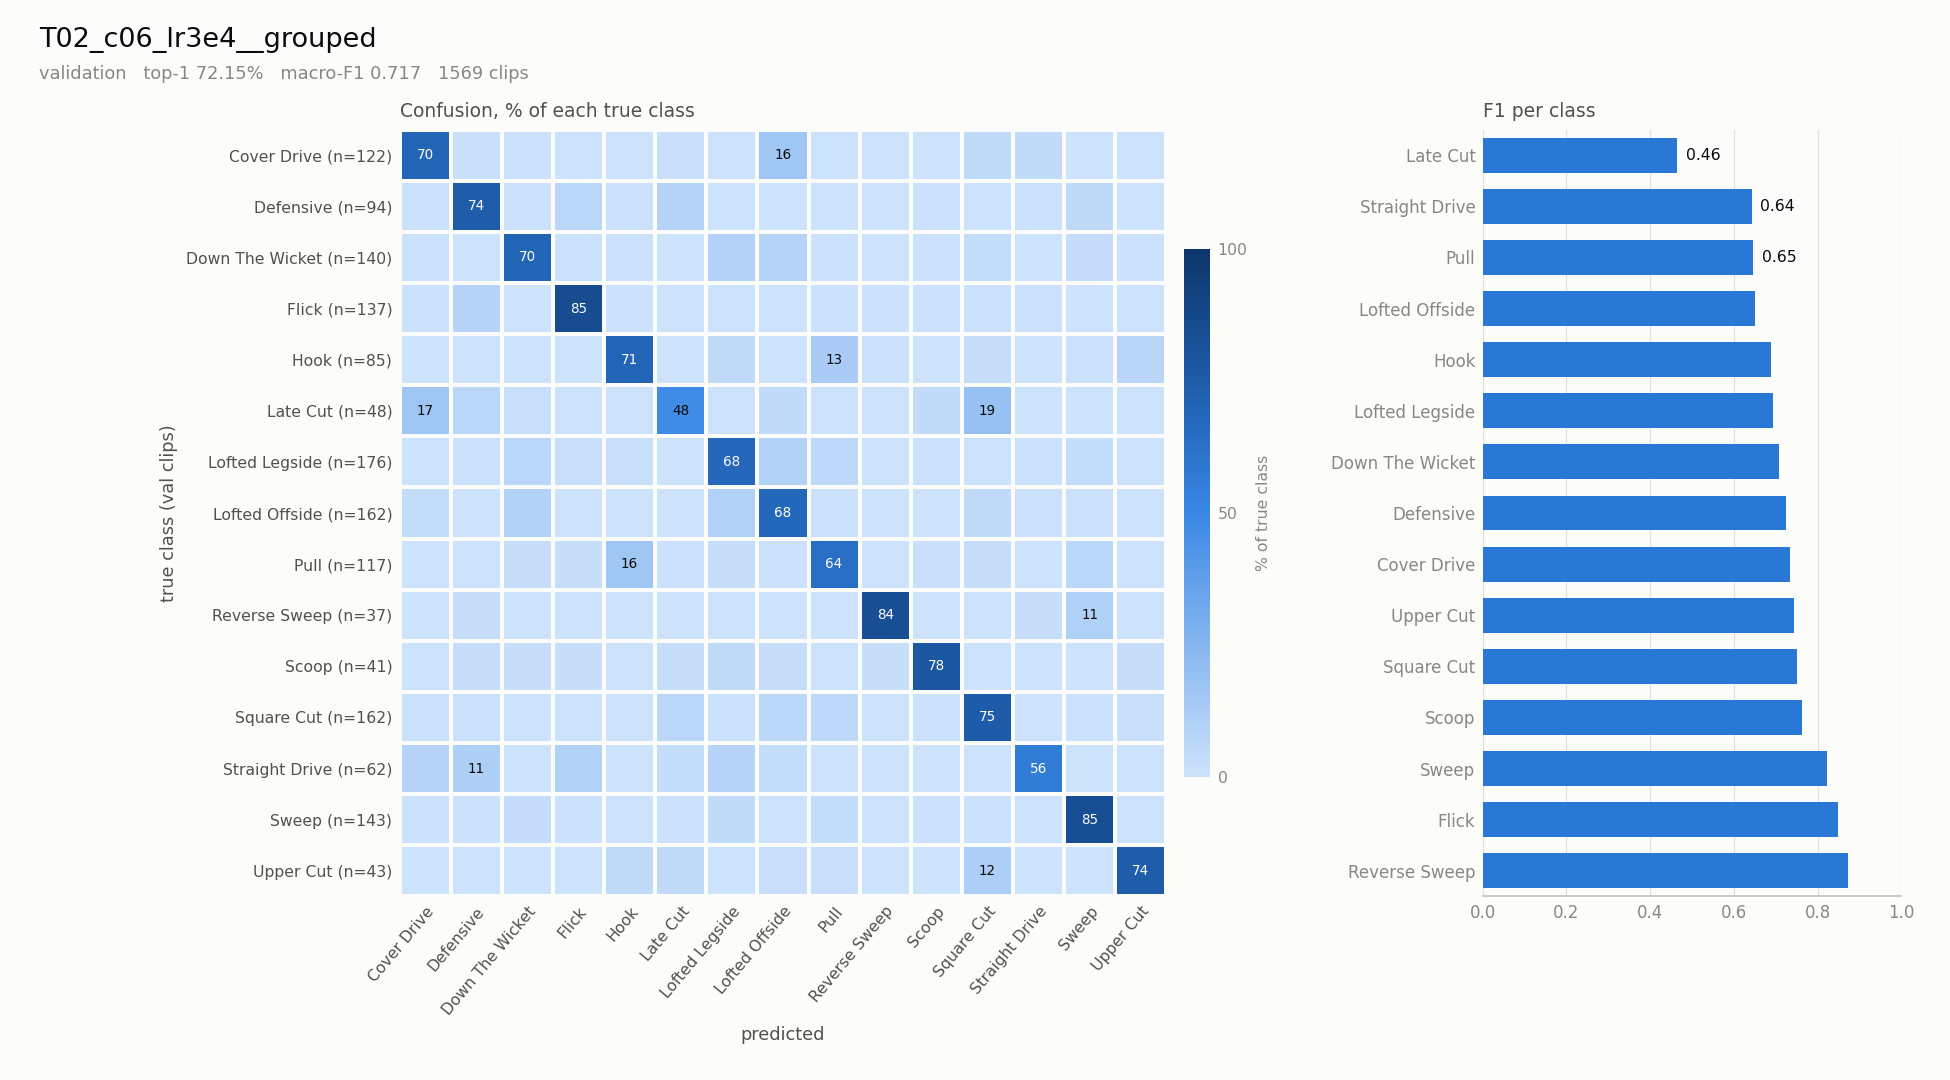 T02_c06_lr3e4__grouped
validation   top-1 72.15%   macro-F1 0.717   1569 clips
Confusion, % of each true class
true class (val clips)
Cover Drive (n=122) 70 16
Defensive (n=94) 74
Down The Wicket (n=140) 70
Flick (n=137) 85
Hook (n=85) 71 13
Late Cut (n=48) 17 48 19
Lofted Legside (n=176) 68
Lofted Offside (n=162) 68
Pull (n=117) 16 64
Reverse Sweep (n=37) 84 11
Scoop (n=41) 78
Square Cut (n=162) 75
Straight Drive (n=62) 11 56
Sweep (n=143) 85
Upper Cut (n=43) 12 74
Cover Drive
Defensive
Down The Wicket
Flick
Hook
Late Cut
Lofted Legside
Lofted Offside
Pull
Reverse Sweep
Scoop
Square Cut
Straight Drive
Sweep
Upper Cut
predicted
100
50
0
% of true class
F1 per class
Late Cut 0.46
Straight Drive 0.64
Pull 0.65
Lofted Offside
Hook
Lofted Legside
Down The Wicket
Defensive
Cover Drive
Upper Cut
Square Cut
Scoop
Sweep
Flick
Reverse Sweep
0.0 0.2 0.4 0.6 0.8 1.0